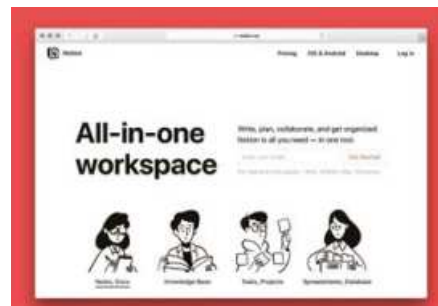 Notion
Pricing iOS & Android Desktop Log in
All-in-one
workspace
Write, plan, collaborate, and get organized
Notion is all you need — in one tool.
Get Started
Notes, Docs
Knowledge Base
Tasks, Projects
Spreadsheets, Database